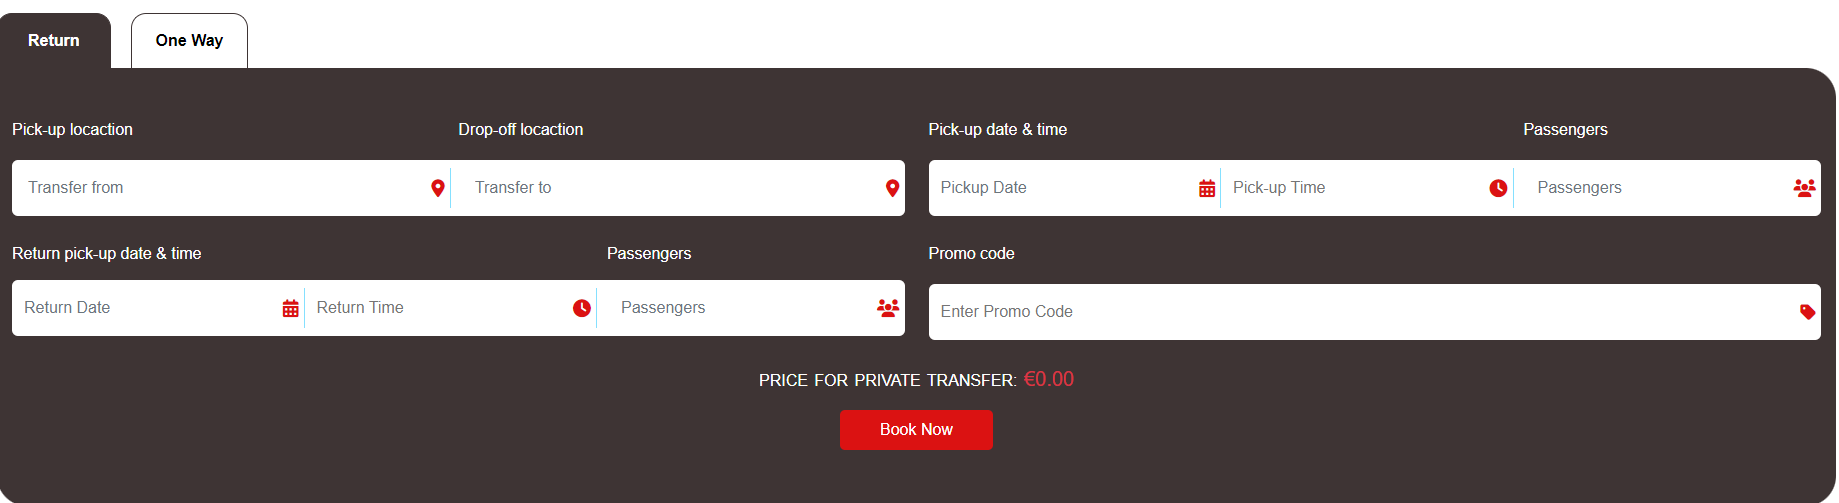 Return One Way
Pick-up locaction Drop-off locaction Pick-up date & time Passengers
Transfer from Transfer to Pickup Date Pick-up Time Passengers
Return pick-up date & time Passengers Promo code
Return Date Return Time Passengers Enter Promo Code
PRICE FOR PRIVATE TRANSFER: €0.00
Book Now